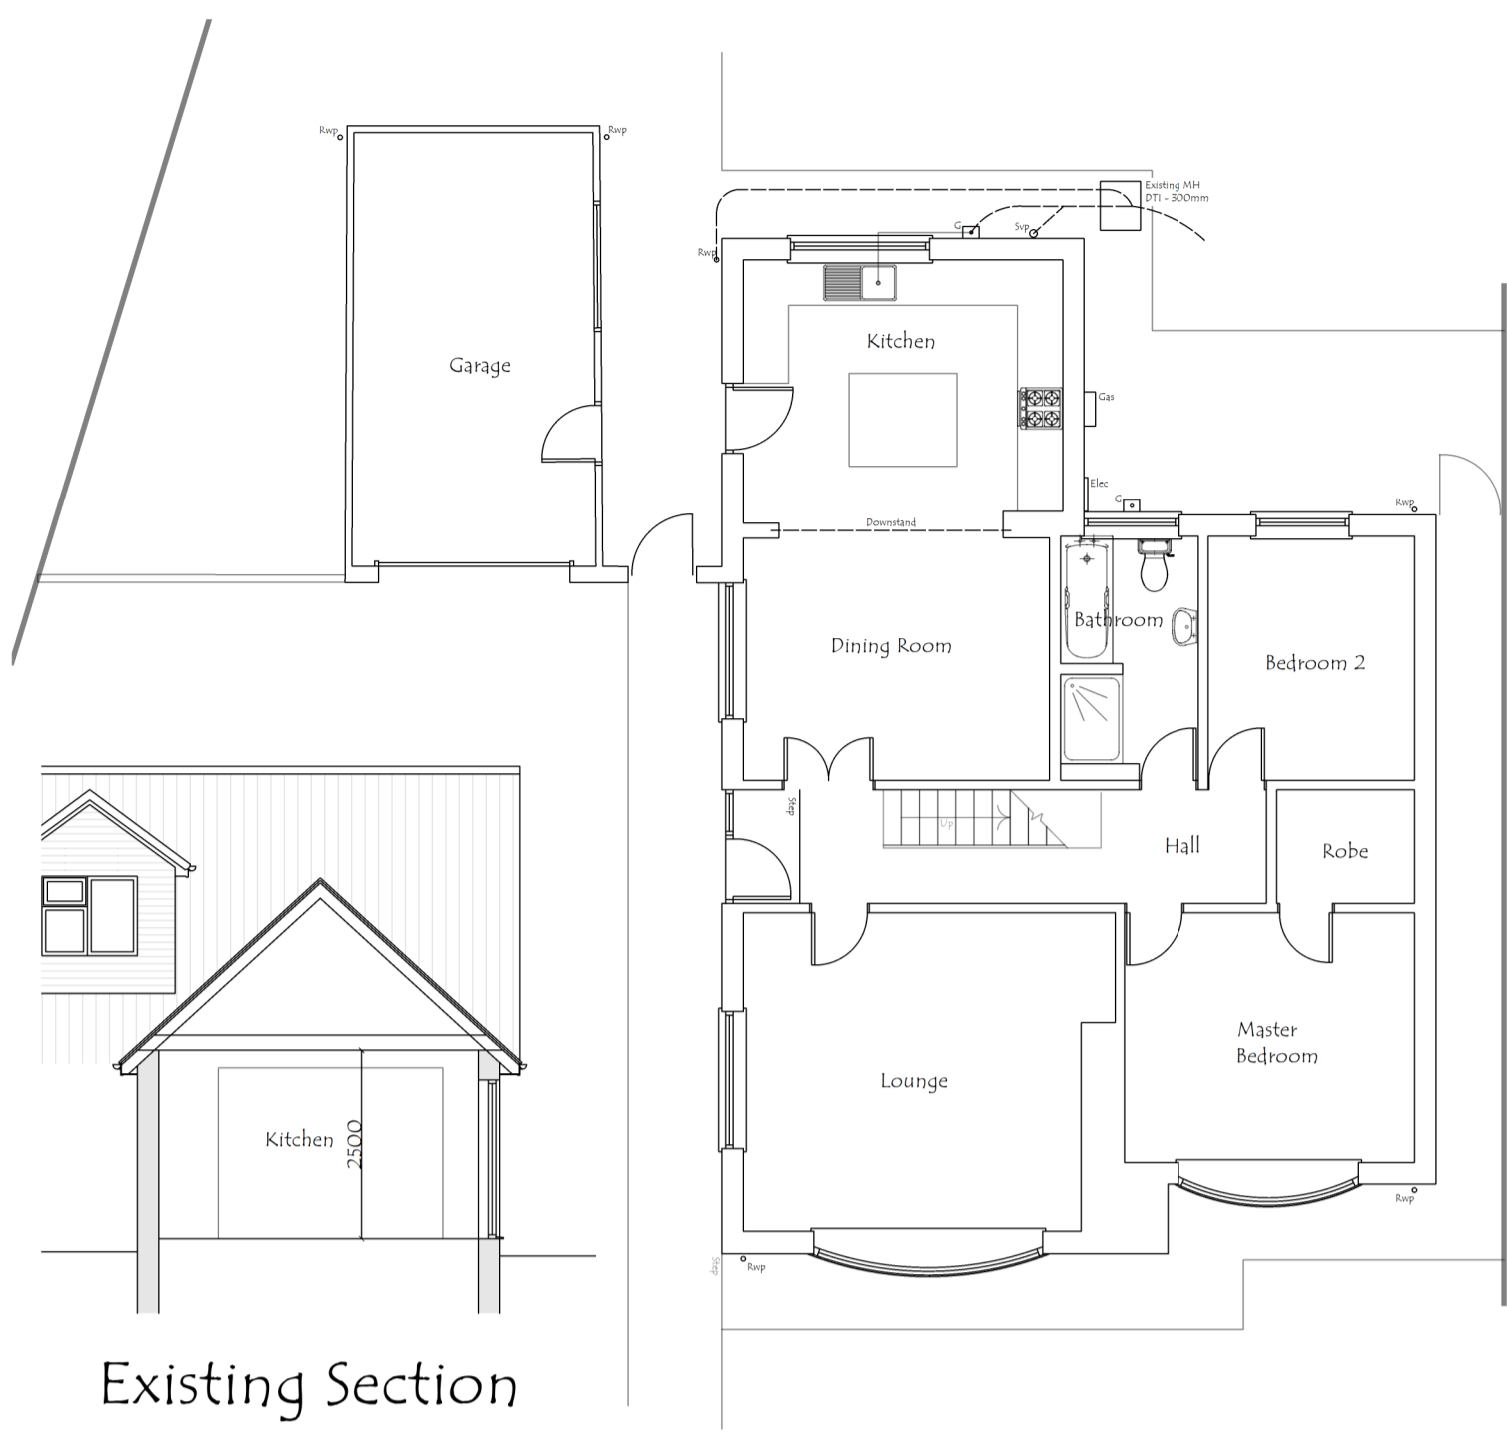 Rwp
Rwp
Existing MH
DTI - 300mm
G
Svp
Rwp
Kitchen
Garage
Gas
Elec
G
Rwp
Downstand
Bathroom
Dining Room
Bedroom 2
Step
Up
Hall
Robe
Master
Bedroom
Lounge
Kitchen
2500
Rwp
Step
Rwp
Existing Section